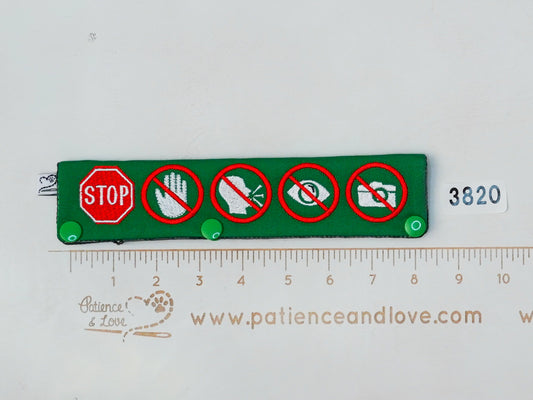 STOP
3820
1 2 3 4 5 6 7 8 9 10
Patience
& Love
www.patienceandlove.com
w